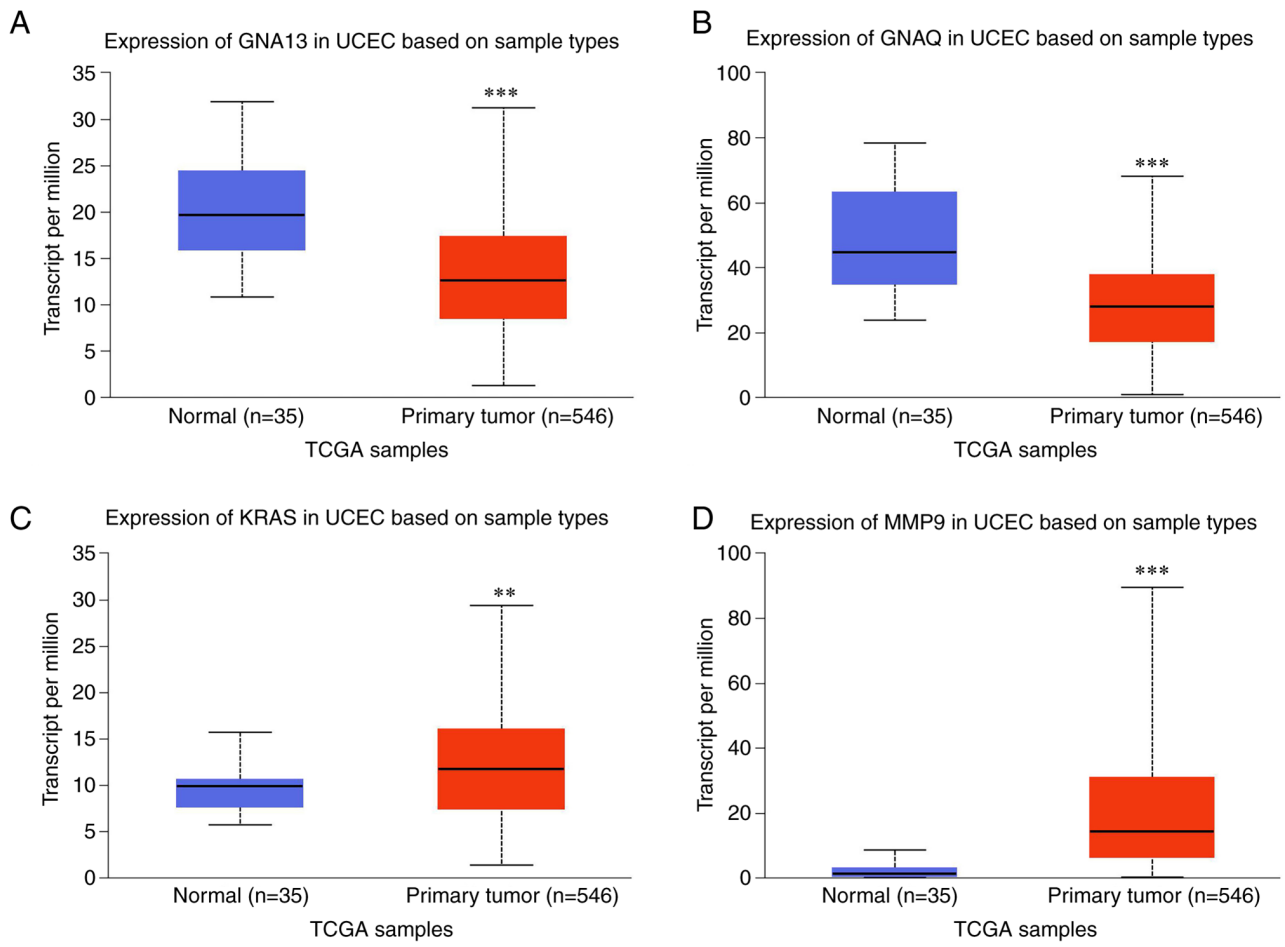 A
Expression of GNA13 in UCEC based on sample types
35
30
25
20
15
10
5
0
Transcript per million
***
Normal (n=35)
Primary tumor (n=546)
TCGA samples
B
Expression of GNAQ in UCEC based on sample types
100
80
60
40
20
0
Transcript per million
***
Normal (n=35)
Primary tumor (n=546)
TCGA samples
C
Expression of KRAS in UCEC based on sample types
35
30
25
20
15
10
5
0
Transcript per million
**
Normal (n=35)
Primary tumor (n=546)
TCGA samples
D
Expression of MMP9 in UCEC based on sample types
100
80
60
40
20
0
Transcript per million
***
Normal (n=35)
Primary tumor (n=546)
TCGA samples